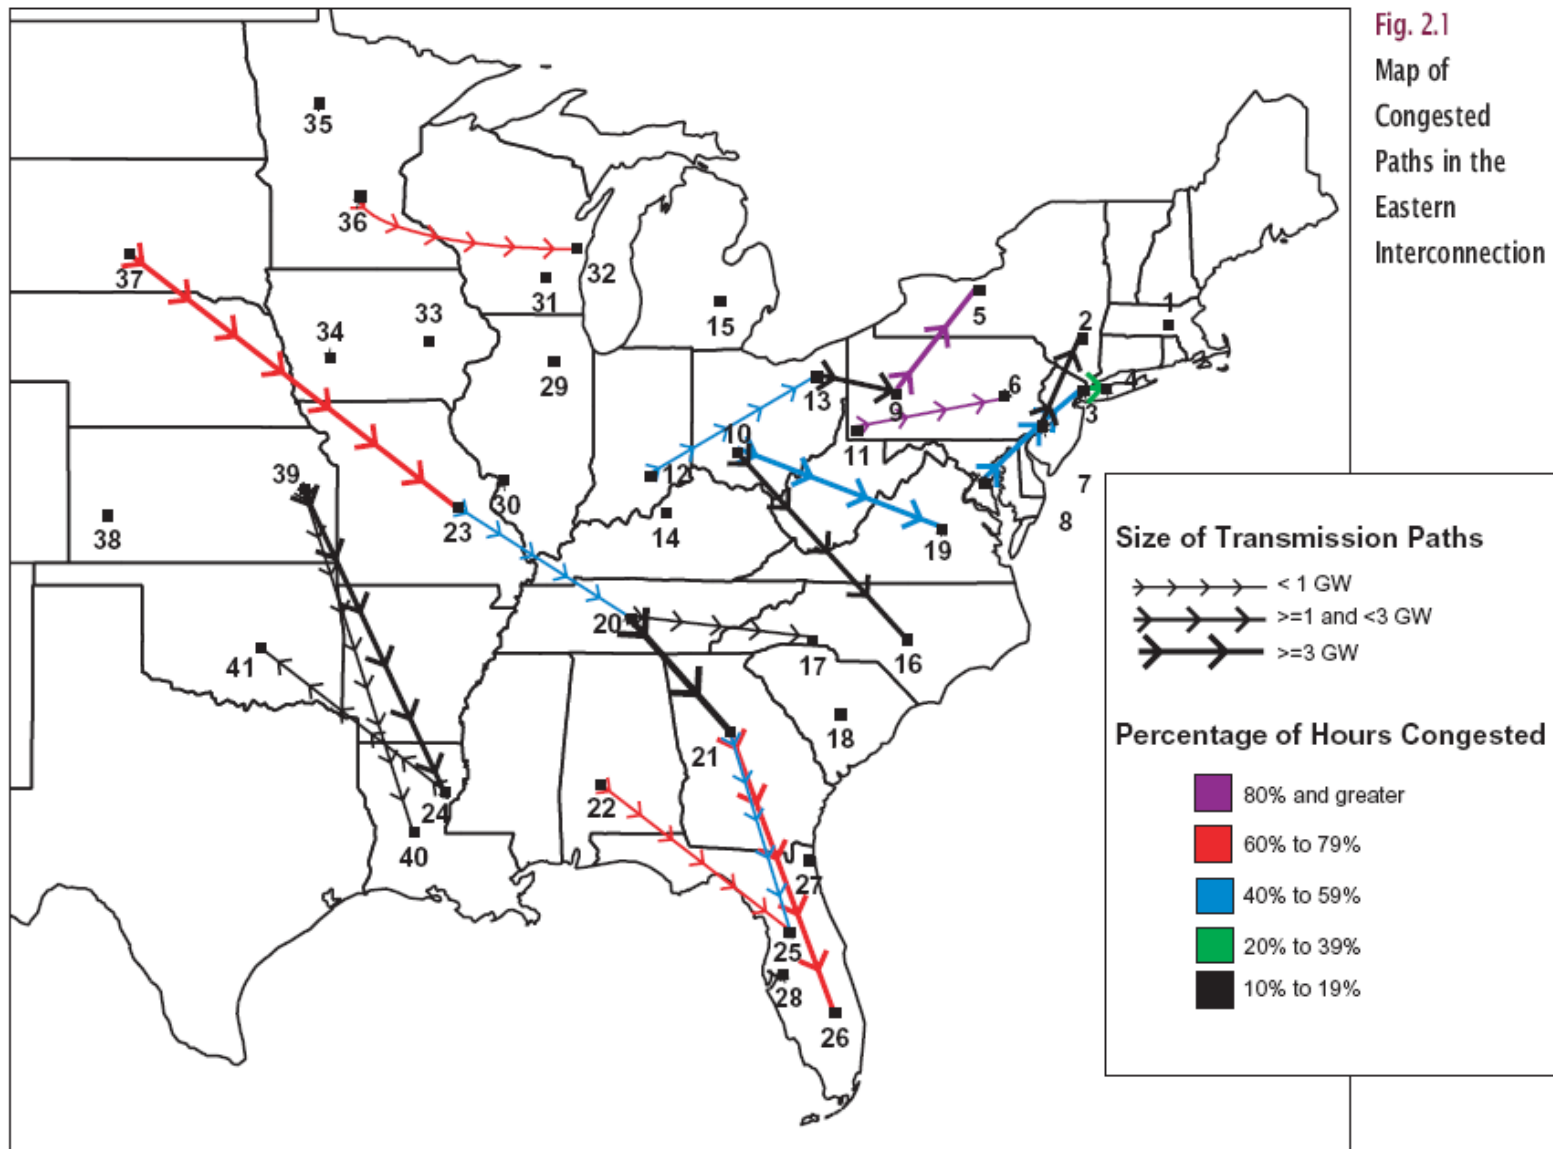 Fig. 2.1
Map of
Congested
Paths in the
Eastern
Interconnection
35
36
37
32
31
33
34
29
15
5
2
1
4
3
6
13
9
11
10
12
39
30
14
38
23
19
7
8
20
17
16
41
18
21
24
22
40
27
25
28
26
Size of Transmission Paths
< 1 GW
>=1 and <3 GW
>=3 GW
Percentage of Hours Congested
80% and greater
60% to 79%
40% to 59%
20% to 39%
10% to 19%